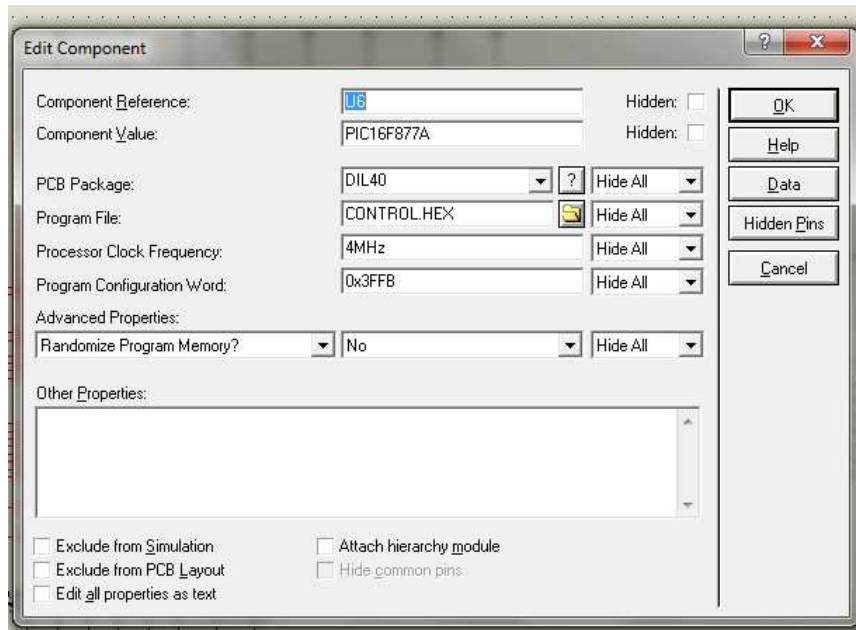 Edit Component
Component Reference: U6 Hidden: OK
Component Value: PIC16F877A Hidden: Help
PCB Package: DIL40 ? Hide All Data
Program File: CONTROL.HEX Hide All Hidden Pins
Processor Clock Frequency: 4MHz Hide All
Program Configuration Word: 0x3FFB Hide All Cancel
Advanced Properties:
Randomize Program Memory? No Hide All
Other Properties:
Exclude from Simulation Attach hierarchy module
Exclude from PCB Layout Hide common pins
Edit all properties as text